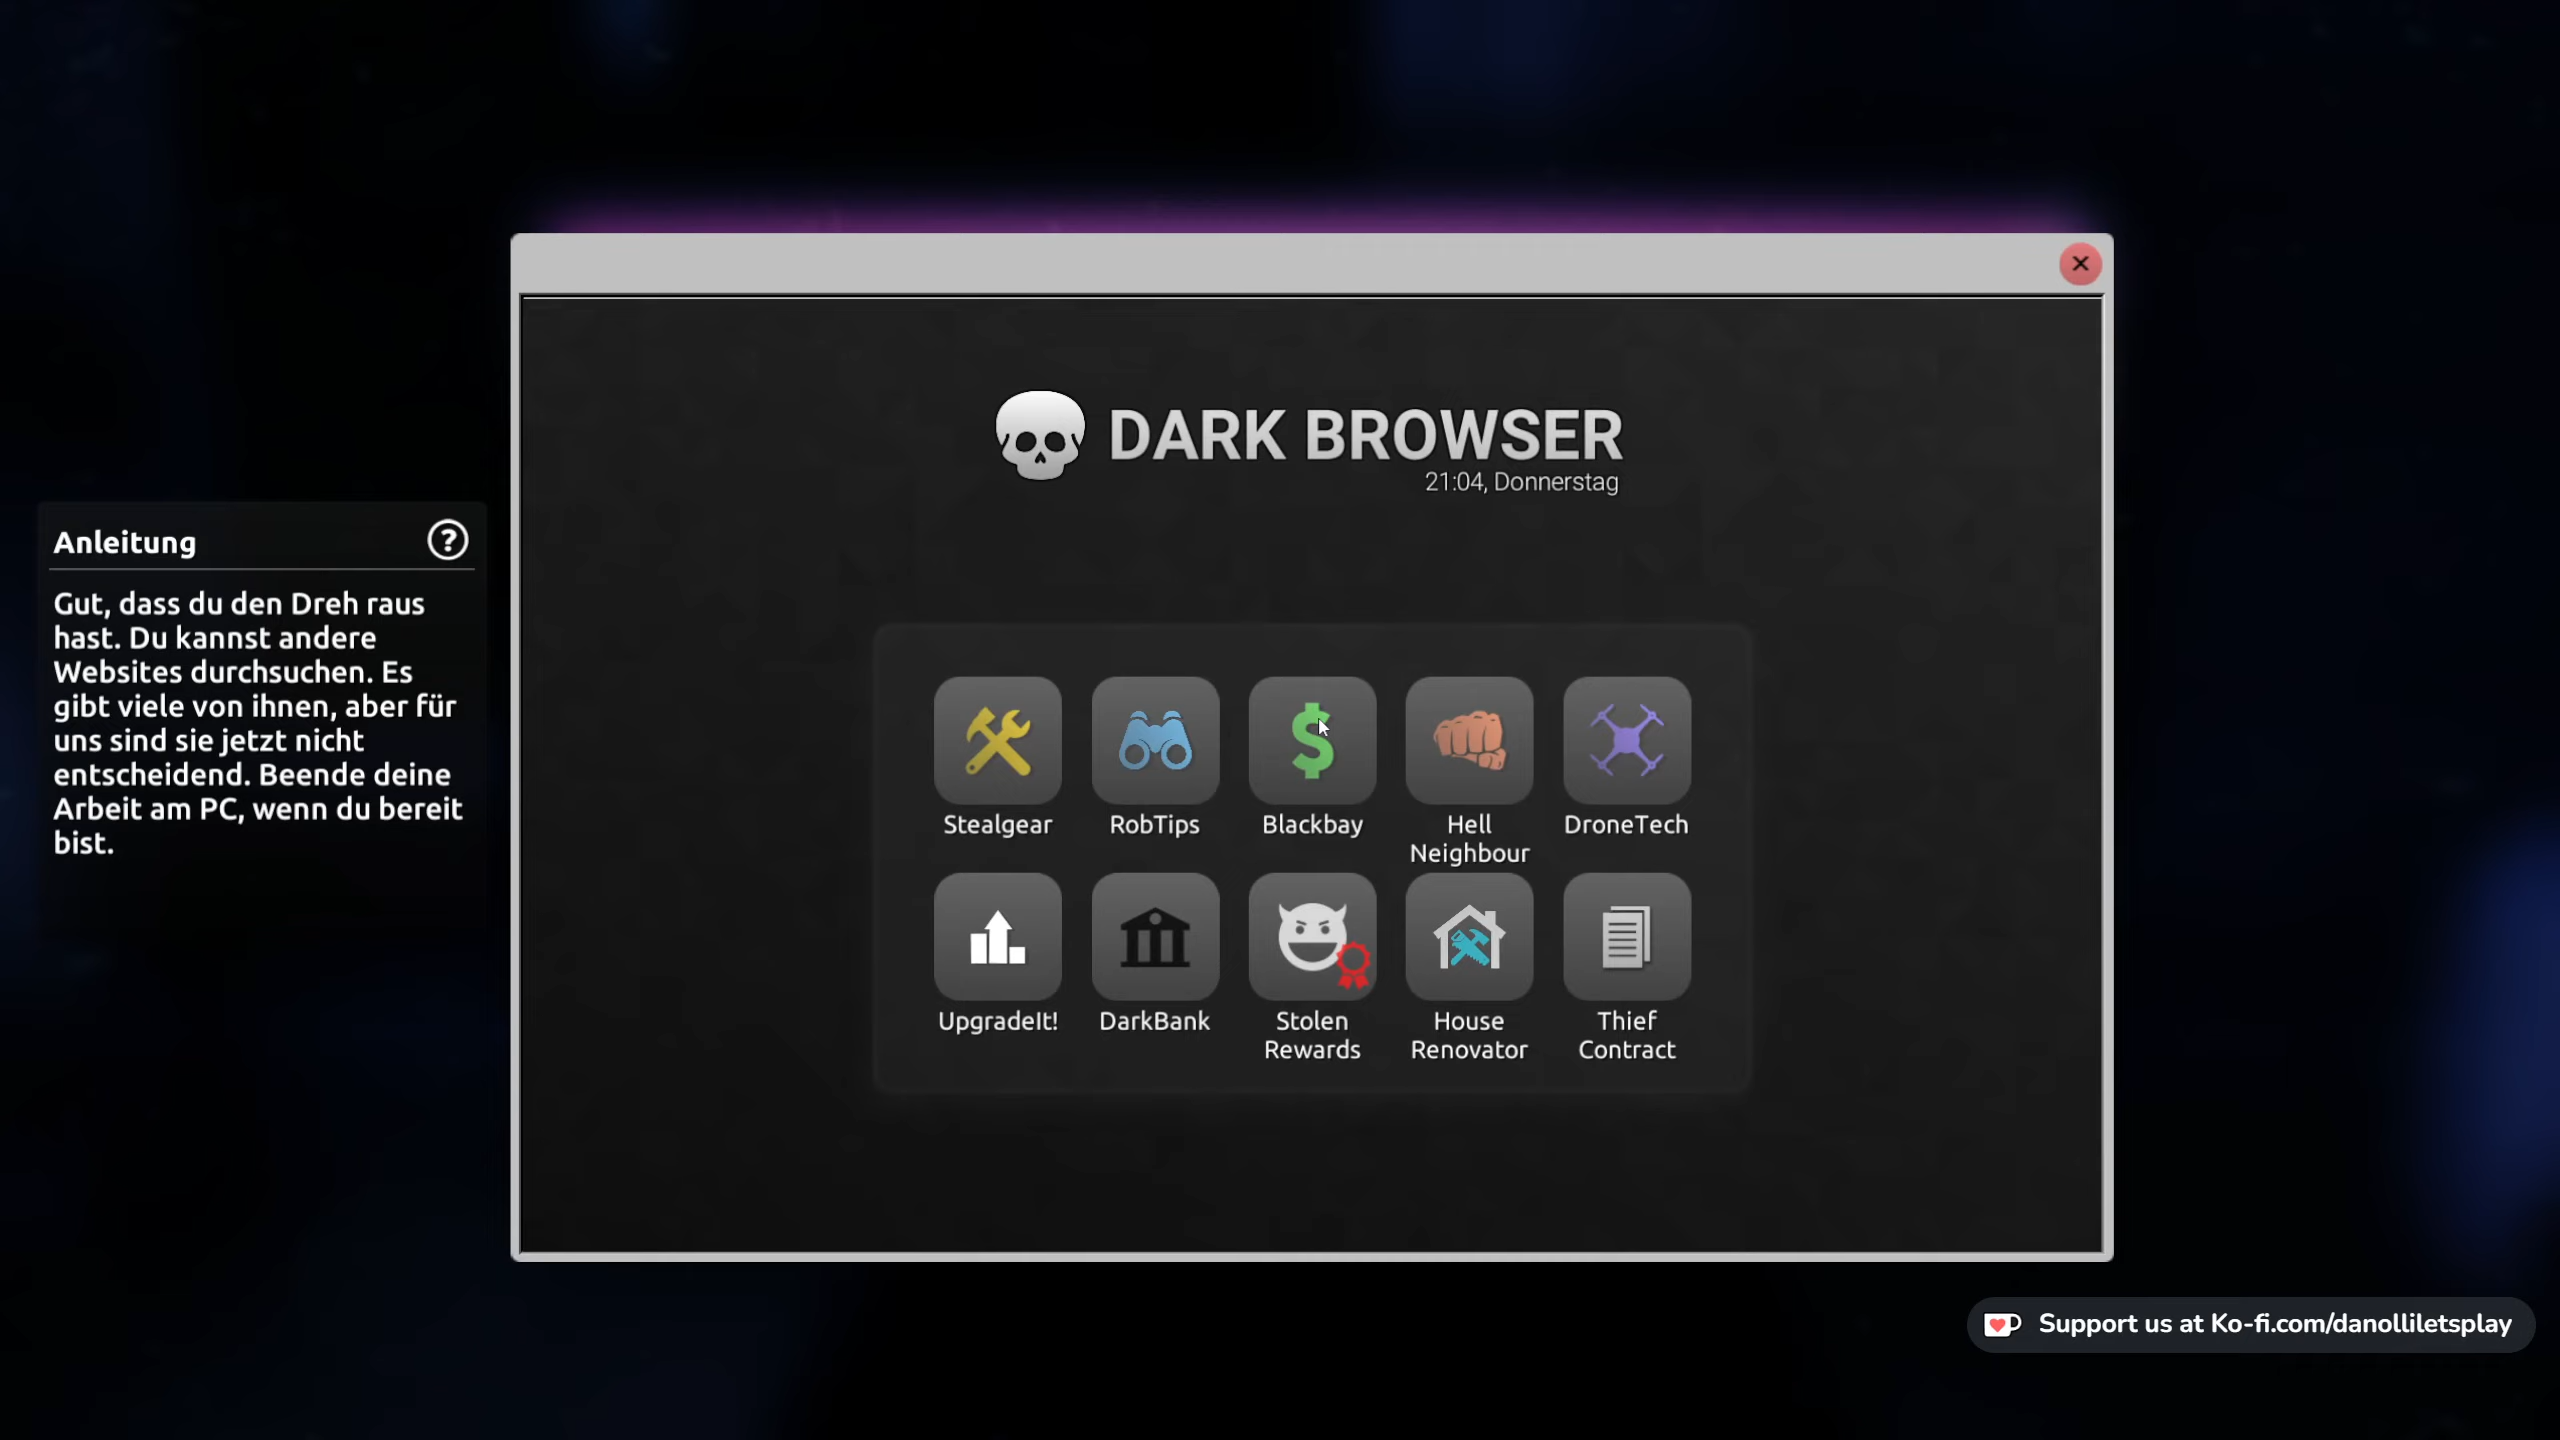 DARK BROWSER
21:04, Donnerstag
Anleitung
?
Gut, dass du den Dreh raus
hast. Du kannst andere
Websites durchsuchen. Es
gibt viele von ihnen, aber für
uns sind sie jetzt nicht
entscheidend. Beende deine
Arbeit am PC, wenn du bereit
bist.
Stealgear
RobTips
Blackbay
Hell
Neighbour
DroneTech
UpgradeIt!
DarkBank
Stolen
Rewards
House
Renovator
Thief
Contract
Support us at Ko-fi.com/danolliletsplay